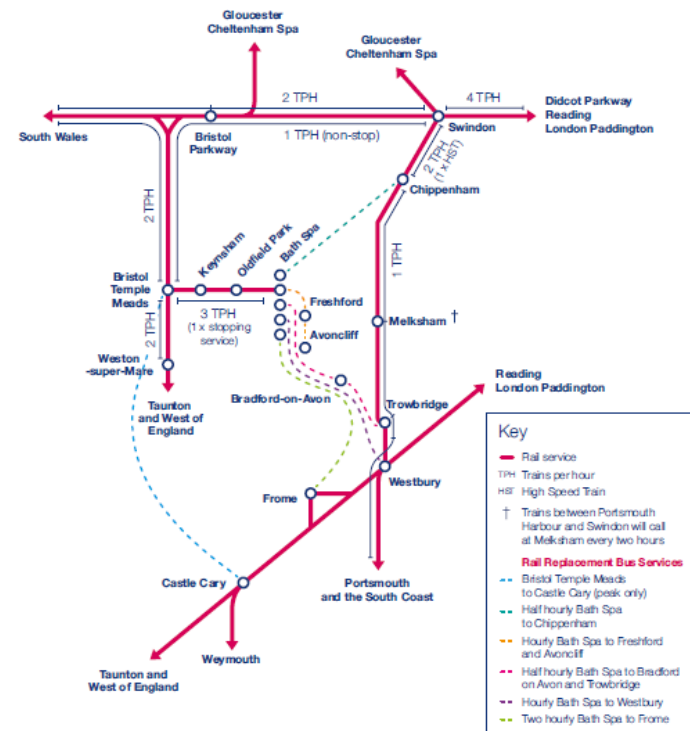 Gloucester
Cheltenham Spa
Gloucester
Cheltenham Spa
2 TPH
4 TPH
South Wales
Bristol
Parkway
1 TPH (non-stop)
Swindon
Didcot Parkway
Reading
London Paddington
2 TPH
(1 x HST)
Chippenham
2 TPH
Keynsham
Oldfield Park
Bath Spa
1 TPH
Bristol
Temple
Meads
3 TPH
(1 x stopping
service)
Freshford
Avoncliff
Melksham †
2 TPH
Weston
-super-Mare
Taunton
and West of
England
Bradford-on-Avon
Trowbridge
Reading
London Paddington
Westbury
Frome
Castle Cary
Portsmouth
and the South Coast
Weymouth
Taunton and
West of England
Key
Rail service
TPH Trains per hour
HST High Speed Train
† Trains between Portsmouth
Harbour and Swindon will call
at Melksham every two hours
Rail Replacement Bus Services
Bristol Temple Meads
to Castle Cary (peak only)
Half hourly Bath Spa
to Chippenham
Hourly Bath Spa to Freshford
and Avoncliff
Half hourly Bath Spa to Bradford
on Avon and Trowbridge
Hourly Bath Spa to Westbury
Two hourly Bath Spa to Frome